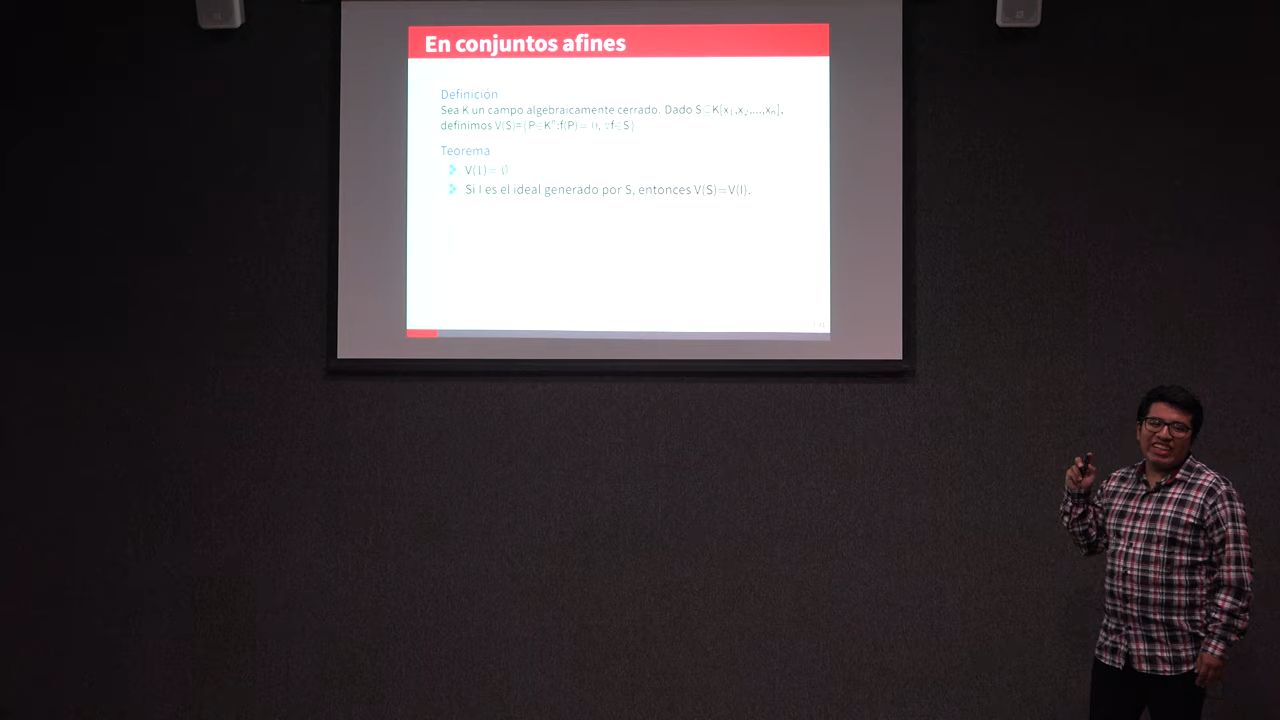 En conjuntos afines
Definición
Sea K un campo algebraicamente cerrado. Dado S⊆K[x₁,x₂,...,xₙ],
definimos V(S)={P∈Kⁿ:f(P)= 0, ∀f∈S}
Teorema
V(1)= ∅
Si I es el ideal generado por S, entonces V(S)=V(I).